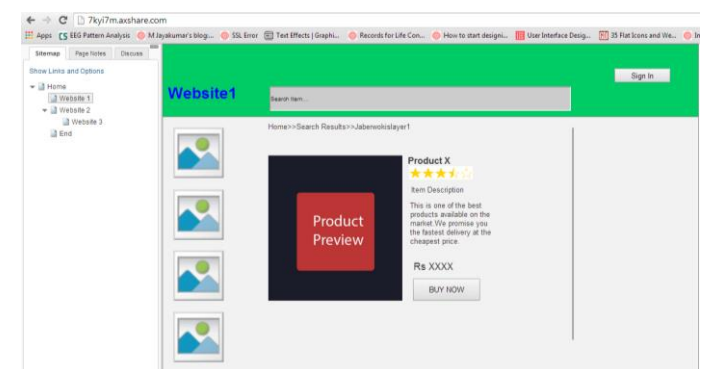 7kyi7m.axshare.com
Apps EEG Pattern Analysis M Jayakumar's blog:... SSL Error Text Effects | Graphi... Records for Life Con... How to start designi... User Interface Desig... 35 Flat Icons and We...
Sitemap Page Notes Discuss
Show Links and Options
Home
Website 1
Website 2
Website 3
End
Sign In
Website1
Search Item...
Home>>Search Results>>Jaberwokislayer1
Product Preview
Product X
Item Description
This is one of the best
products available on the
market.We promise you
the fastest delivery at the
cheapest price.
Rs XXXX
BUY NOW